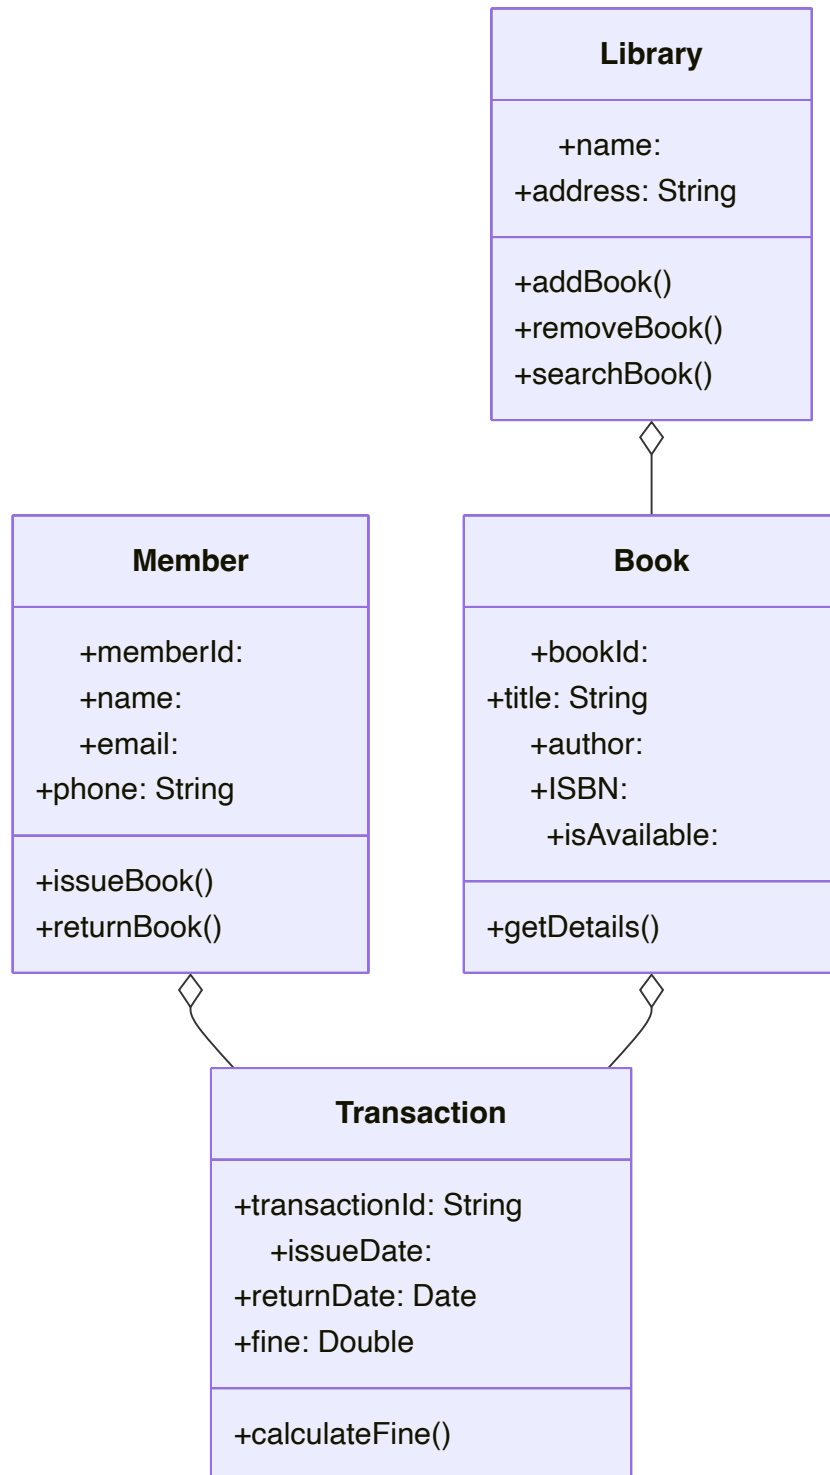 Library
+name:
+address: String
+addBook()
+removeBook()
+searchBook()
Member
+memberId:
+name:
+email:
+phone: String
+issueBook()
+returnBook()
Book
+bookId:
+title: String
+author:
+ISBN:
+isAvailable:
+getDetails()
Transaction
+transactionId: String
+issueDate:
+returnDate: Date
+fine: Double
+calculateFine()